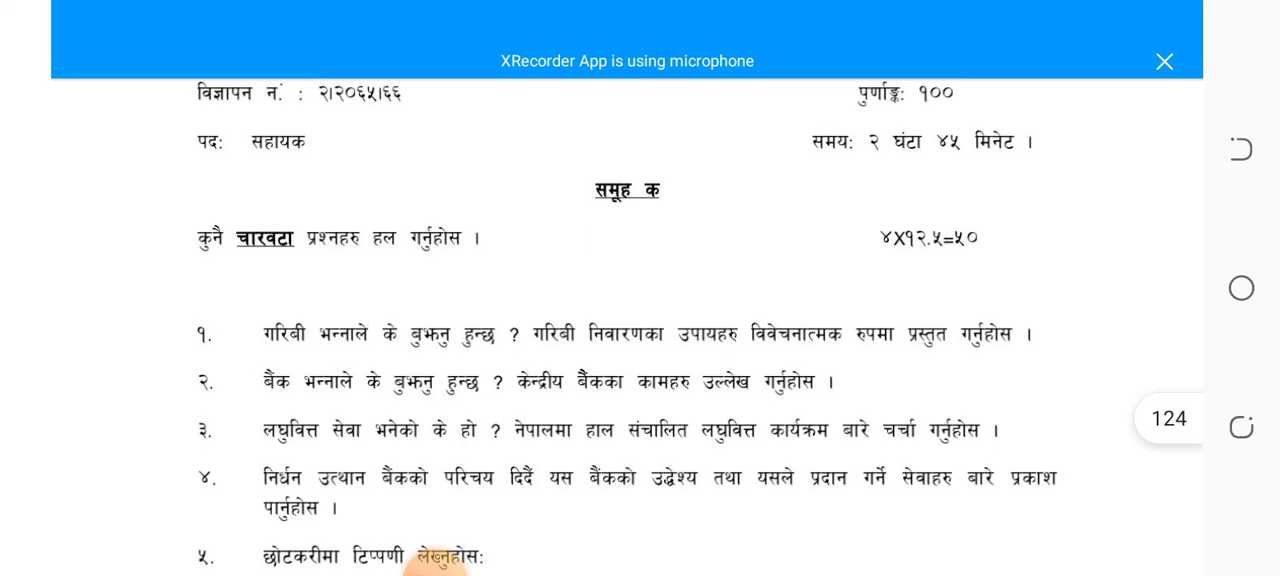 XRecorder App is using microphone
विज्ञापन नं. : २।२०६५।६६ पुर्णाङ्कः १००
पदः सहायक समयः २ घंटा ४५ मिनेट ।
समूह क
कुनै चारवटा प्रश्नहरु हल गर्नुहोस । ४X१२.५=५०
१. गरिबी भन्नाले के बुझ्नु हुन्छ ? गरिबी निवारणका उपायहरु विवेचनात्मक रुपमा प्रस्तुत गर्नुहोस ।
२. बैंक भन्नाले के बुझ्नु हुन्छ ? केन्द्रीय बैंकका कामहरु उल्लेख गर्नुहोस ।
३. लघुवित्त सेवा भनेको के हो ? नेपालमा हाल संचालित लघुवित्त कार्यक्रम बारे चर्चा गर्नुहोस ।
124
४. निर्धन उत्थान बैंकको परिचय दिदैं यस बैंकको उद्धेश्य तथा यसले प्रदान गर्ने सेवाहरु बारे प्रकाश
पार्नुहोस ।
५. छोटकरीमा टिप्पणी लेख्नुहोसः